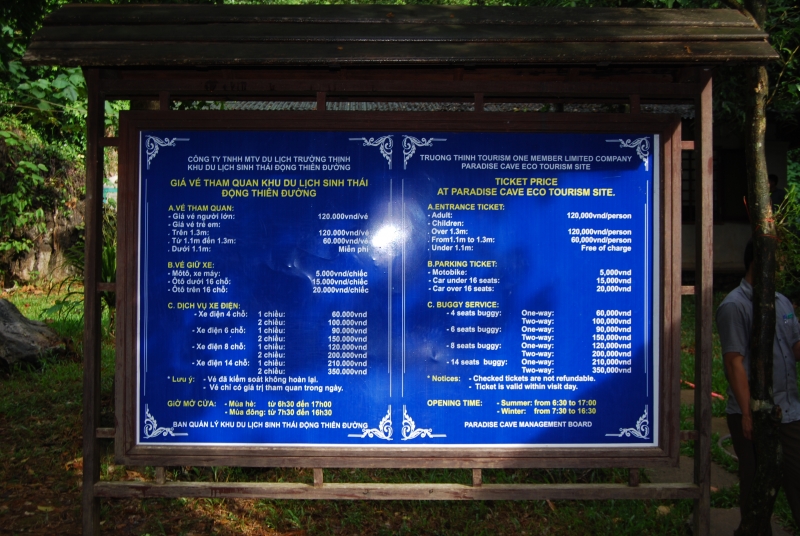 CÔNG TY TNHH MTV DU LỊCH TRƯỜNG THỊNH
KHU DU LỊCH SINH THÁI ĐỘNG THIÊN ĐƯỜNG
GIÁ VÉ THAM QUAN KHU DU LỊCH SINH THÁI
ĐỘNG THIÊN ĐƯỜNG
A.VÉ THAM QUAN:
- Giá vé người lớn: 120.000vnđ/vé
- Giá vé trẻ em:
. Trên 1.3m: 120.000vnđ/vé
. Từ 1.1m đến 1.3m: 60.000vnđ/vé
. Dưới 1.1m: Miễn phí
B.VÉ GIỮ XE:
- Môtô, xe máy: 5.000vnđ/chiếc
- Ôtô dưới 16 chỗ: 15.000vnđ/chiếc
- Ôtô trên 16 chỗ: 20.000vnđ/chiếc
C. DỊCH VỤ XE ĐIỆN:
- Xe điện 4 chỗ: 1 chiều: 60.000vnđ
2 chiều: 100.000vnđ
- Xe điện 6 chỗ: 1 chiều: 90.000vnđ
2 chiều: 150.000vnđ
- Xe điện 8 chỗ: 1 chiều: 120.000vnđ
2 chiều: 200.000vnđ
- Xe điện 14 chỗ: 1 chiều: 210.000vnđ
2 chiều: 350.000vnđ
* Lưu ý: - Vé đã kiểm soát không hoàn lại.
- Vé chỉ có giá trị tham quan trong ngày.
GIỜ MỞ CỬA: - Mùa hè: từ 6h30 đến 17h00
- Mùa đông: từ 7h30 đến 16h30
BAN QUẢN LÝ KHU DU LỊCH SINH THÁI ĐỘNG THIÊN ĐƯỜNG
TRUONG THINH TOURISM ONE MEMBER LIMITED COMPANY
PARADISE CAVE ECO TOURISM SITE
TICKET PRICE
AT PARADISE CAVE ECO TOURISM SITE.
A.ENTRANCE TICKET:
- Adult: 120,000vnd/person
- Children:
. Over 1.3m: 120,000vnd/person
. From1.1m to 1.3m: 60,000vnd/person
. Under 1.1m: Free of charge
B.PARKING TICKET:
- Motobike: 5,000vnd
- Car under 16 seats: 15,000vnd
- Car over 16 seats: 20,000vnd
C. BUGGY SERVICE:
- 4 seats buggy: One-way: 60,000vnd
Two-way: 100,000vnd
- 6 seats buggy: One-way: 90,000vnd
Two-way: 150,000vnd
- 8 seats buggy: One-way: 120,000vnd
Two-way: 200,000vnd
- 14 seats buggy: One-way: 210,000vnd
Two-way: 350,000vnd
* Notices: - Checked tickets are not refundable.
- Ticket is valid within visit day.
OPENING TIME: - Summer: from 6:30 to 17:00
- Winter: from 7:30 to 16:30
PARADISE CAVE MANAGEMENT BOARD